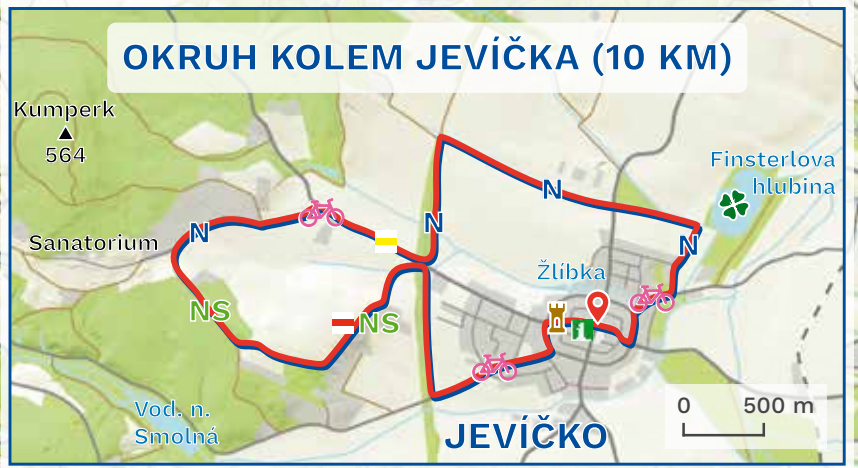 OKRUH KOLEM JEVÍČKA (10 KM)
Kumperk
564
Finsterlova
hlubina
N
N
N
N
Sanatorium
Žlíbka
NS
NS
i
Vod. n.
Smolná
0 500 m
JEVÍČKO